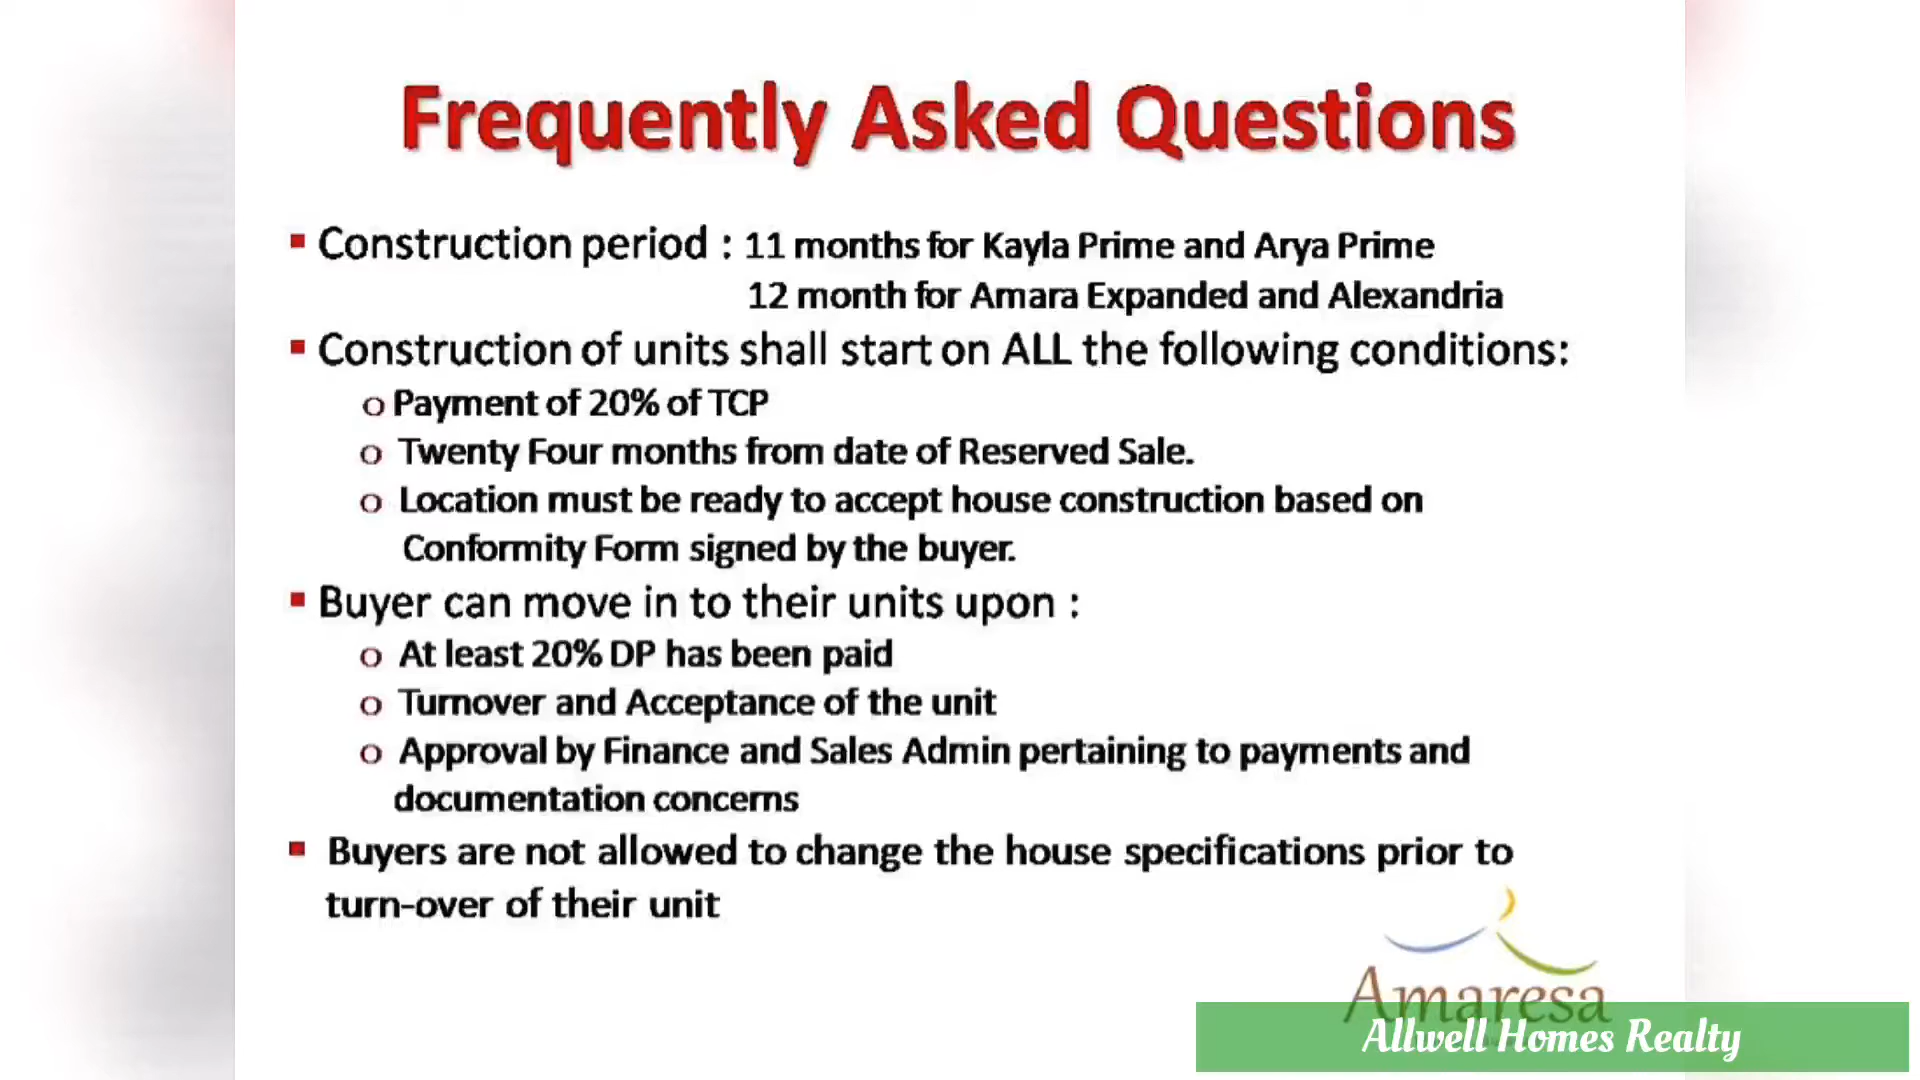 Frequently Asked Questions
▪ Construction period : 11 months for Kayla Prime and Arya Prime
12 month for Amara Expanded and Alexandria
▪ Construction of units shall start on ALL the following conditions:
o Payment of 20% of TCP
o Twenty Four months from date of Reserved Sale.
o Location must be ready to accept house construction based on
Conformity Form signed by the buyer.
▪ Buyer can move in to their units upon :
o At least 20% DP has been paid
o Turnover and Acceptance of the unit
o Approval by Finance and Sales Admin pertaining to payments and
documentation concerns
▪ Buyers are not allowed to change the house specifications prior to
turn-over of their unit
Amaresa
Allwell Homes Realty